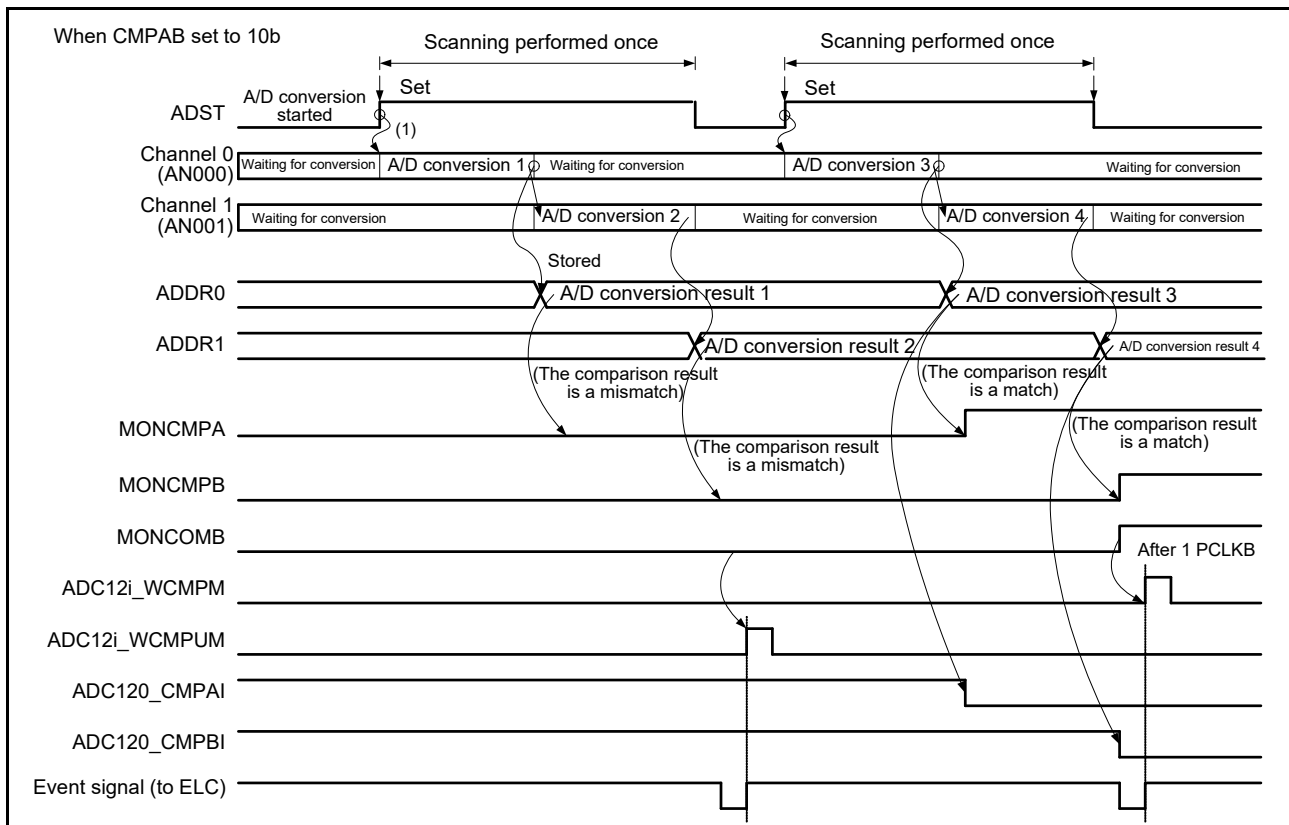 When CMPAB set to 10b
Scanning performed once
Scanning performed once
ADST
A/D conversion
started
Set
Set
(1)
Channel 0
(AN000)
Waiting for conversion
A/D conversion 1
Waiting for conversion
A/D conversion 3
Waiting for conversion
Channel 1
(AN001)
Waiting for conversion
A/D conversion 2
Waiting for conversion
A/D conversion 4
Waiting for conversion
Stored
ADDR0
A/D conversion result 1
A/D conversion result 3
ADDR1
A/D conversion result 2
A/D conversion result 4
(The comparison result
is a mismatch)
(The comparison result
is a match)
MONCMPA
(The comparison result
is a mismatch)
(The comparison result
is a match)
MONCMPB
MONCOMB
After 1 PCLKB
ADC12i_WCMPM
ADC12i_WCMPUM
ADC120_CMPAI
ADC120_CMPBI
Event signal (to ELC)